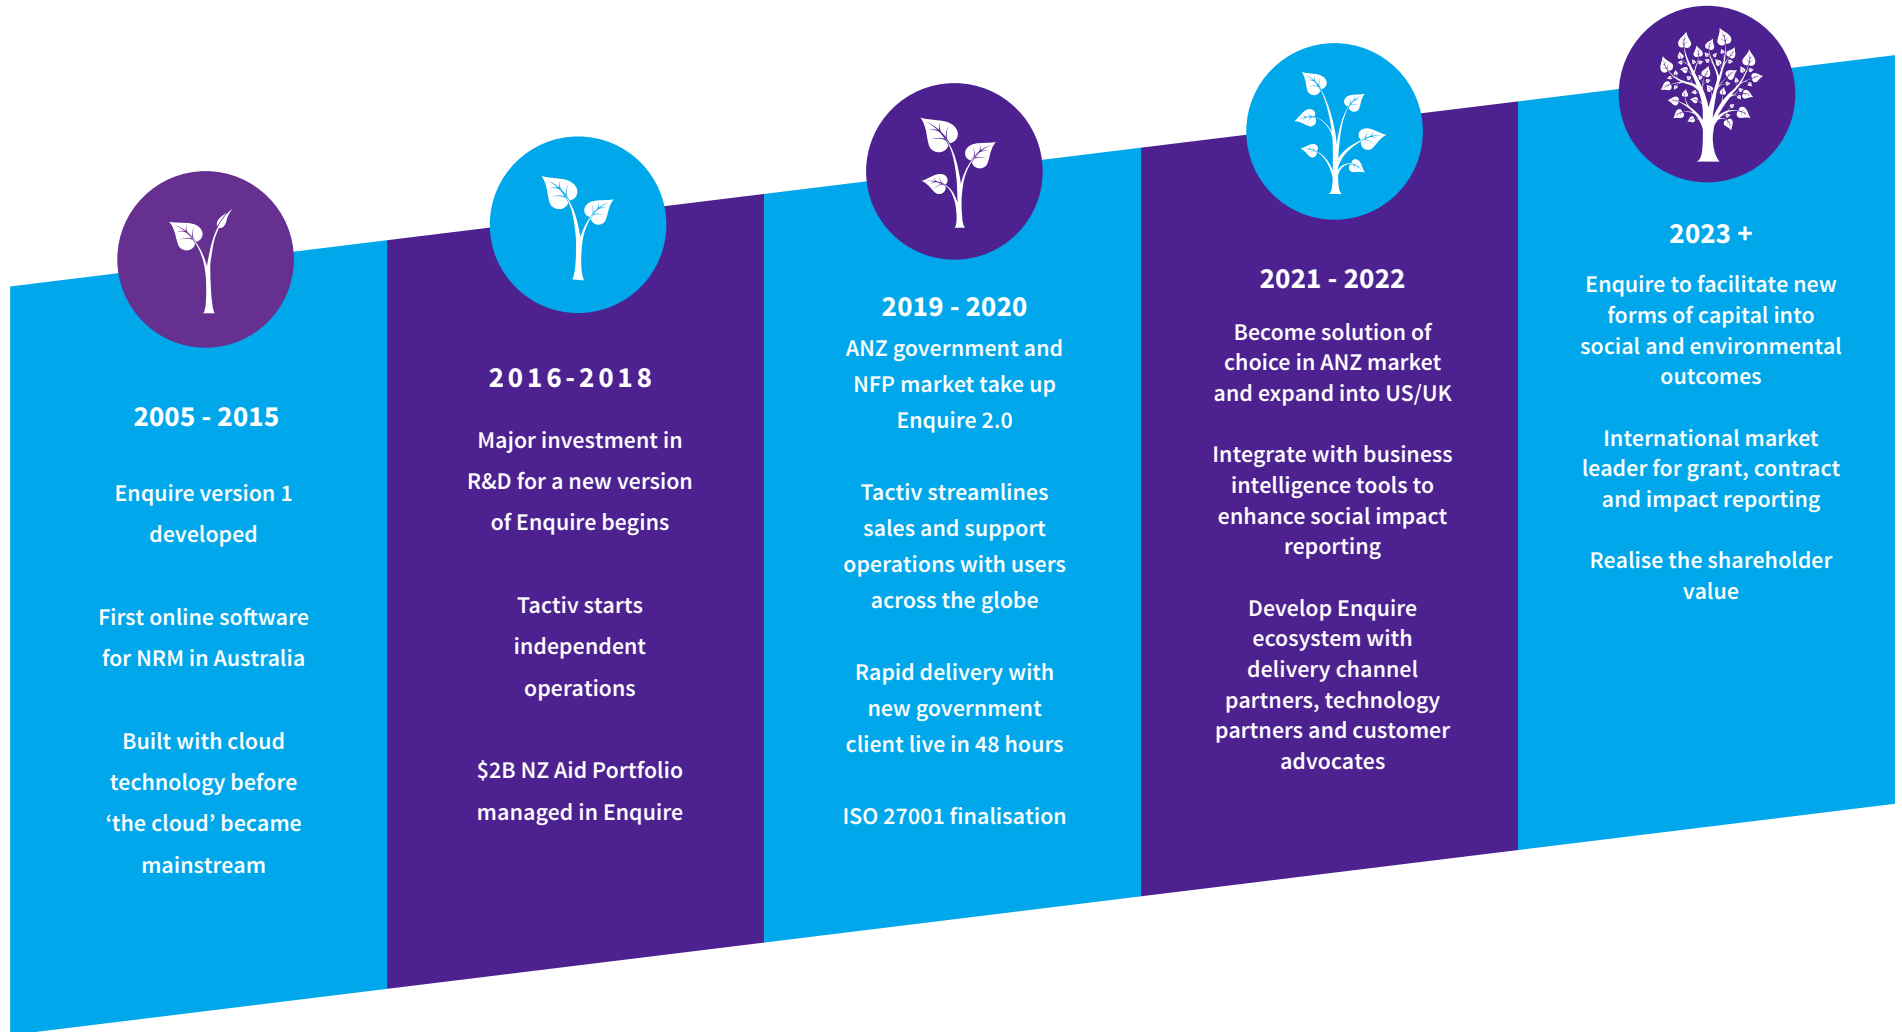 2005 - 2015
Enquire version 1
developed
First online software
for NRM in Australia
Built with cloud
technology before
‘the cloud’ became
mainstream
2016-2018
Major investment in
R&D for a new version
of Enquire begins
Tactiv starts
independent
operations
$2B NZ Aid Portfolio
managed in Enquire
2019 - 2020
ANZ government and
NFP market take up
Enquire 2.0
Tactiv streamlines
sales and support
operations with users
across the globe
Rapid delivery with
new government
client live in 48 hours
ISO 27001 finalisation
2021 - 2022
Become solution of
choice in ANZ market
and expand into US/UK
Integrate with business
intelligence tools to
enhance social impact
reporting
Develop Enquire
ecosystem with
delivery channel
partners, technology
partners and customer
advocates
2023 +
Enquire to facilitate new
forms of capital into
social and environmental
outcomes
International market
leader for grant, contract
and impact reporting
Realise the shareholder
value